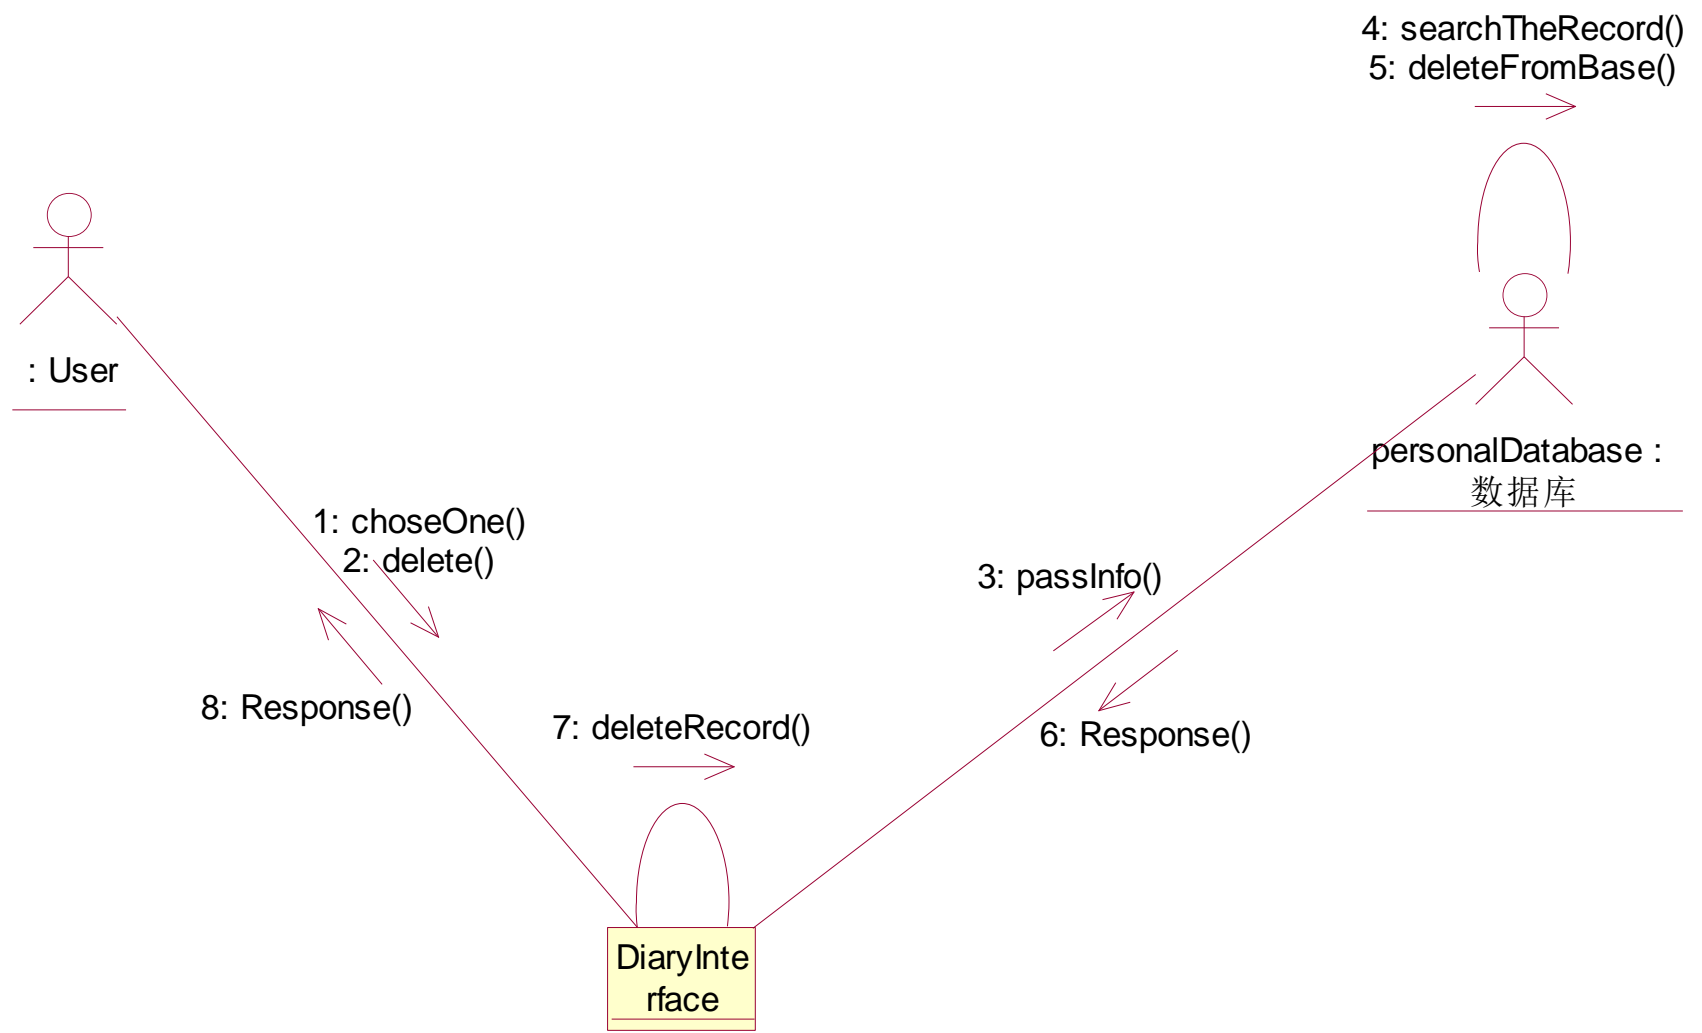 4: searchTheRecord()
5: deleteFromBase()
: User
personalDatabase :
数据库
1: choseOne()
2: delete()
3: passInfo()
8: Response()
7: deleteRecord()
6: Response()
DiaryInte
rface